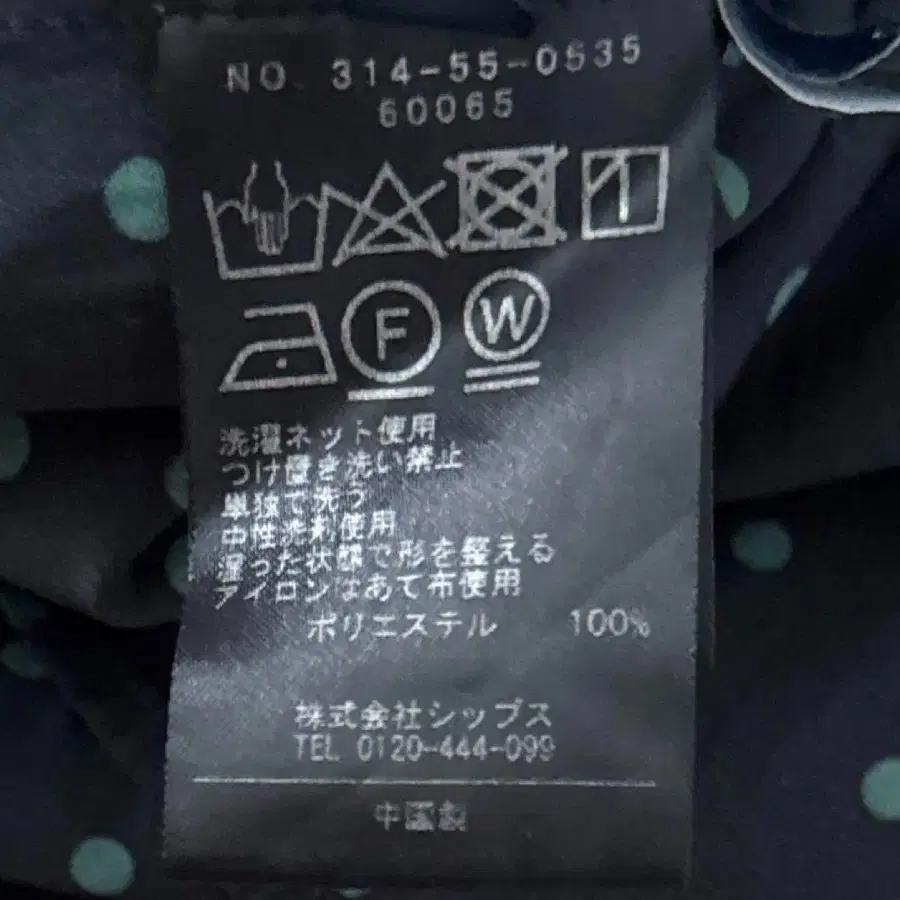 NO. 314-55-0535
60065
F W
洗濯ネット使用
つけ置き洗い禁止
単独で洗う
中性洗剤使用
湿った状態で形を整える
アイロンはあて布使用
ポリエステル 100%
株式会社シップス
TEL 0120-444-099
中国製